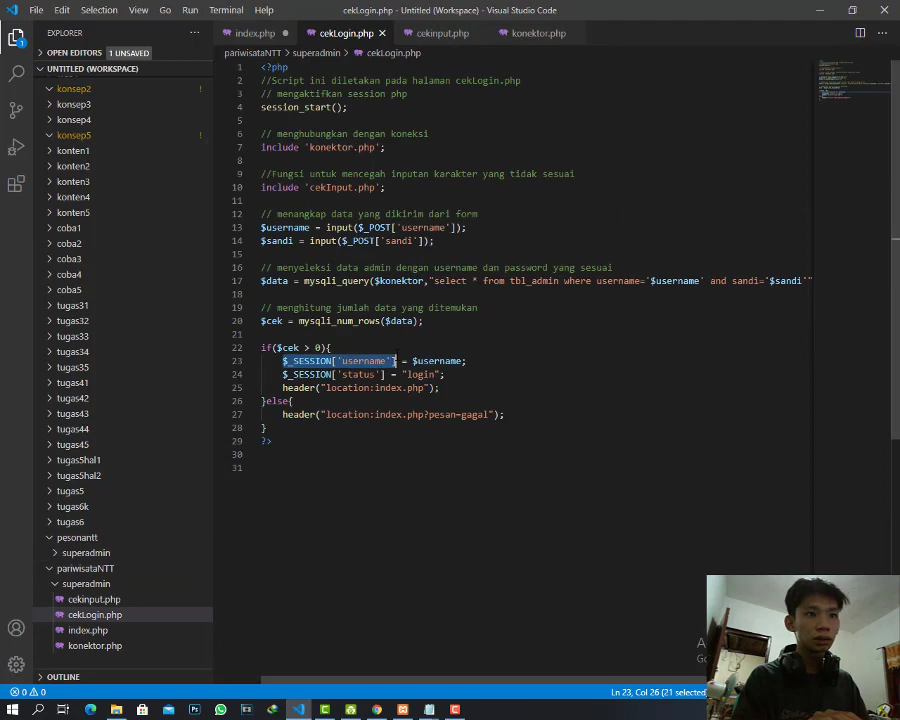 File Edit Selection View Go Run Terminal Help
cekLogin.php - Untitled (Workspace) - Visual Studio Code
EXPLORER
index.php
cekLogin.php
cekinput.php
konektor.php
OPEN EDITORS 1 UNSAVED
pariwisataNTT > superadmin > cekLogin.php
UNTITLED (WORKSPACE)
konsep2 !
konsep3
konsep4
konsep5 !
konten1
konten2
konten3
konten4
konten5
coba1
coba2
coba3
coba4
coba5
tugas31
tugas32
tugas33
tugas34
tugas35
tugas41
tugas42
tugas43
tugas44
tugas45
tugas5hal1
tugas5hal2
tugas5
tugas6k
tugas6
pesonantt
superadmin
pariwisataNTT
superadmin
cekinput.php
cekLogin.php
index.php
konektor.php
OUTLINE
1 <?php
2 //Script ini diletakan pada halaman cekLogin.php
3 // mengaktifkan session php
4 session_start();
5
6 // menghubungkan dengan koneksi
7 include 'konektor.php';
8
9 //Fungsi untuk mencegah inputan karakter yang tidak sesuai
10 include 'cekInput.php';
11
12 // menangkap data yang dikirim dari form
13 $username = input($_POST['username']);
14 $sandi = input($_POST['sandi']);
15
16 // menyeleksi data admin dengan username dan password yang sesuai
17 $data = mysqli_query($konektor,"select * from tbl_admin where username='$username' and sandi='$sandi'"
18
19 // menghitung jumlah data yang ditemukan
20 $cek = mysqli_num_rows($data);
21
22 if($cek > 0){
23 $_SESSION['username'] = $username;
24 $_SESSION['status'] = "login";
25 header("location:index.php");
26 }else{
27 header("location:index.php?pesan=gagal");
28 }
29 ?>
30
31
0 0
Ln 23, Col 26 (21 selected)